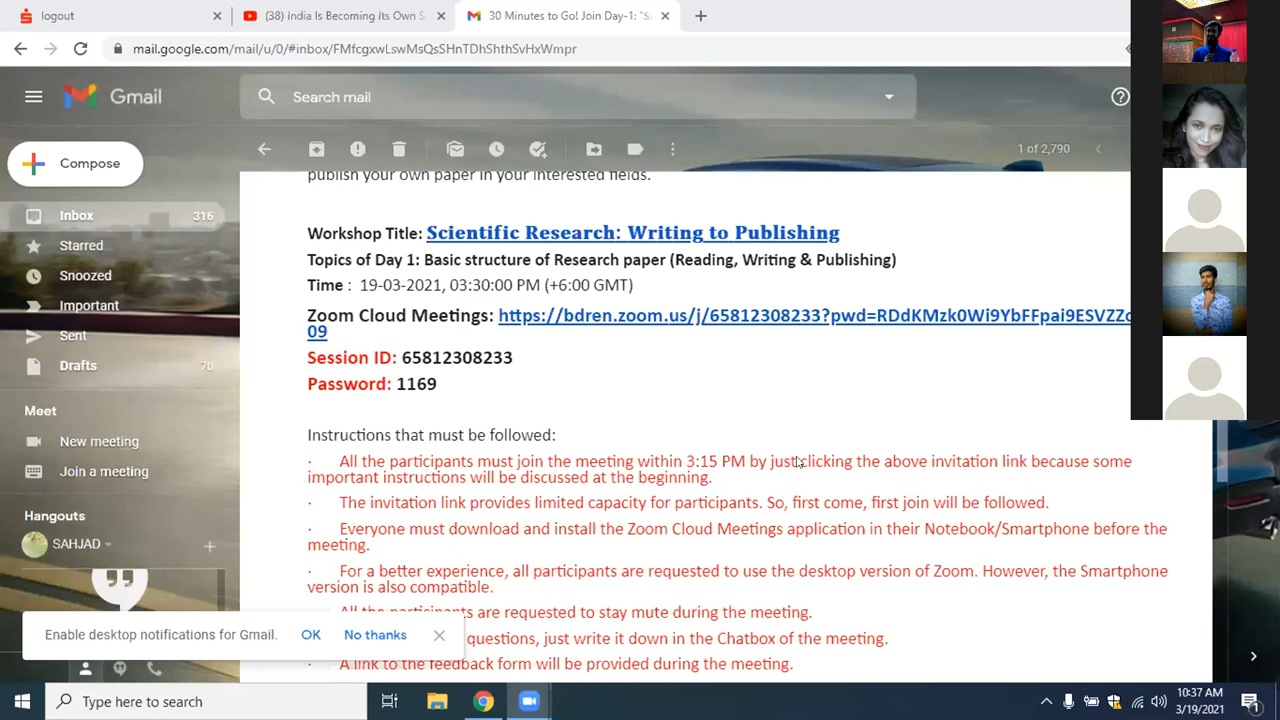 logout
(38) India Is Becoming Its Own S
30 Minutes to Go! Join Day-1: "S
mail.google.com/mail/u/0/#inbox/FMfcgxwLswMsQsSHnTDhShthSvHxWmpr
Gmail
Search mail
1 of 2,790
Compose
Inbox 316
Starred
Snoozed
Important
Sent
Drafts 70
Meet
New meeting
Join a meeting
Hangouts
SAHJAD
publish your own paper in your interested fields.
Workshop Title: Scientific Research: Writing to Publishing
Topics of Day 1: Basic structure of Research paper (Reading, Writing & Publishing)
Time : 19-03-2021, 03:30:00 PM (+6:00 GMT)
Zoom Cloud Meetings: https://bdren.zoom.us/j/65812308233?pwd=RDdKMzk0Wi9YbFFpai9ESVZZ
09
Session ID: 65812308233
Password: 1169
Instructions that must be followed:
· All the participants must join the meeting within 3:15 PM by just clicking the above invitation link because some
important instructions will be discussed at the beginning.
· The invitation link provides limited capacity for participants. So, first come, first join will be followed.
· Everyone must download and install the Zoom Cloud Meetings application in their Notebook/Smartphone before the
meeting.
· For a better experience, all participants are requested to use the desktop version of Zoom. However, the Smartphone
version is also compatible.
All the participants are requested to stay mute during the meeting.
questions, just write it down in the Chatbox of the meeting.
· A link to the feedback form will be provided during the meeting.
Enable desktop notifications for Gmail. OK No thanks
Type here to search
10:37 AM
3/19/2021
1